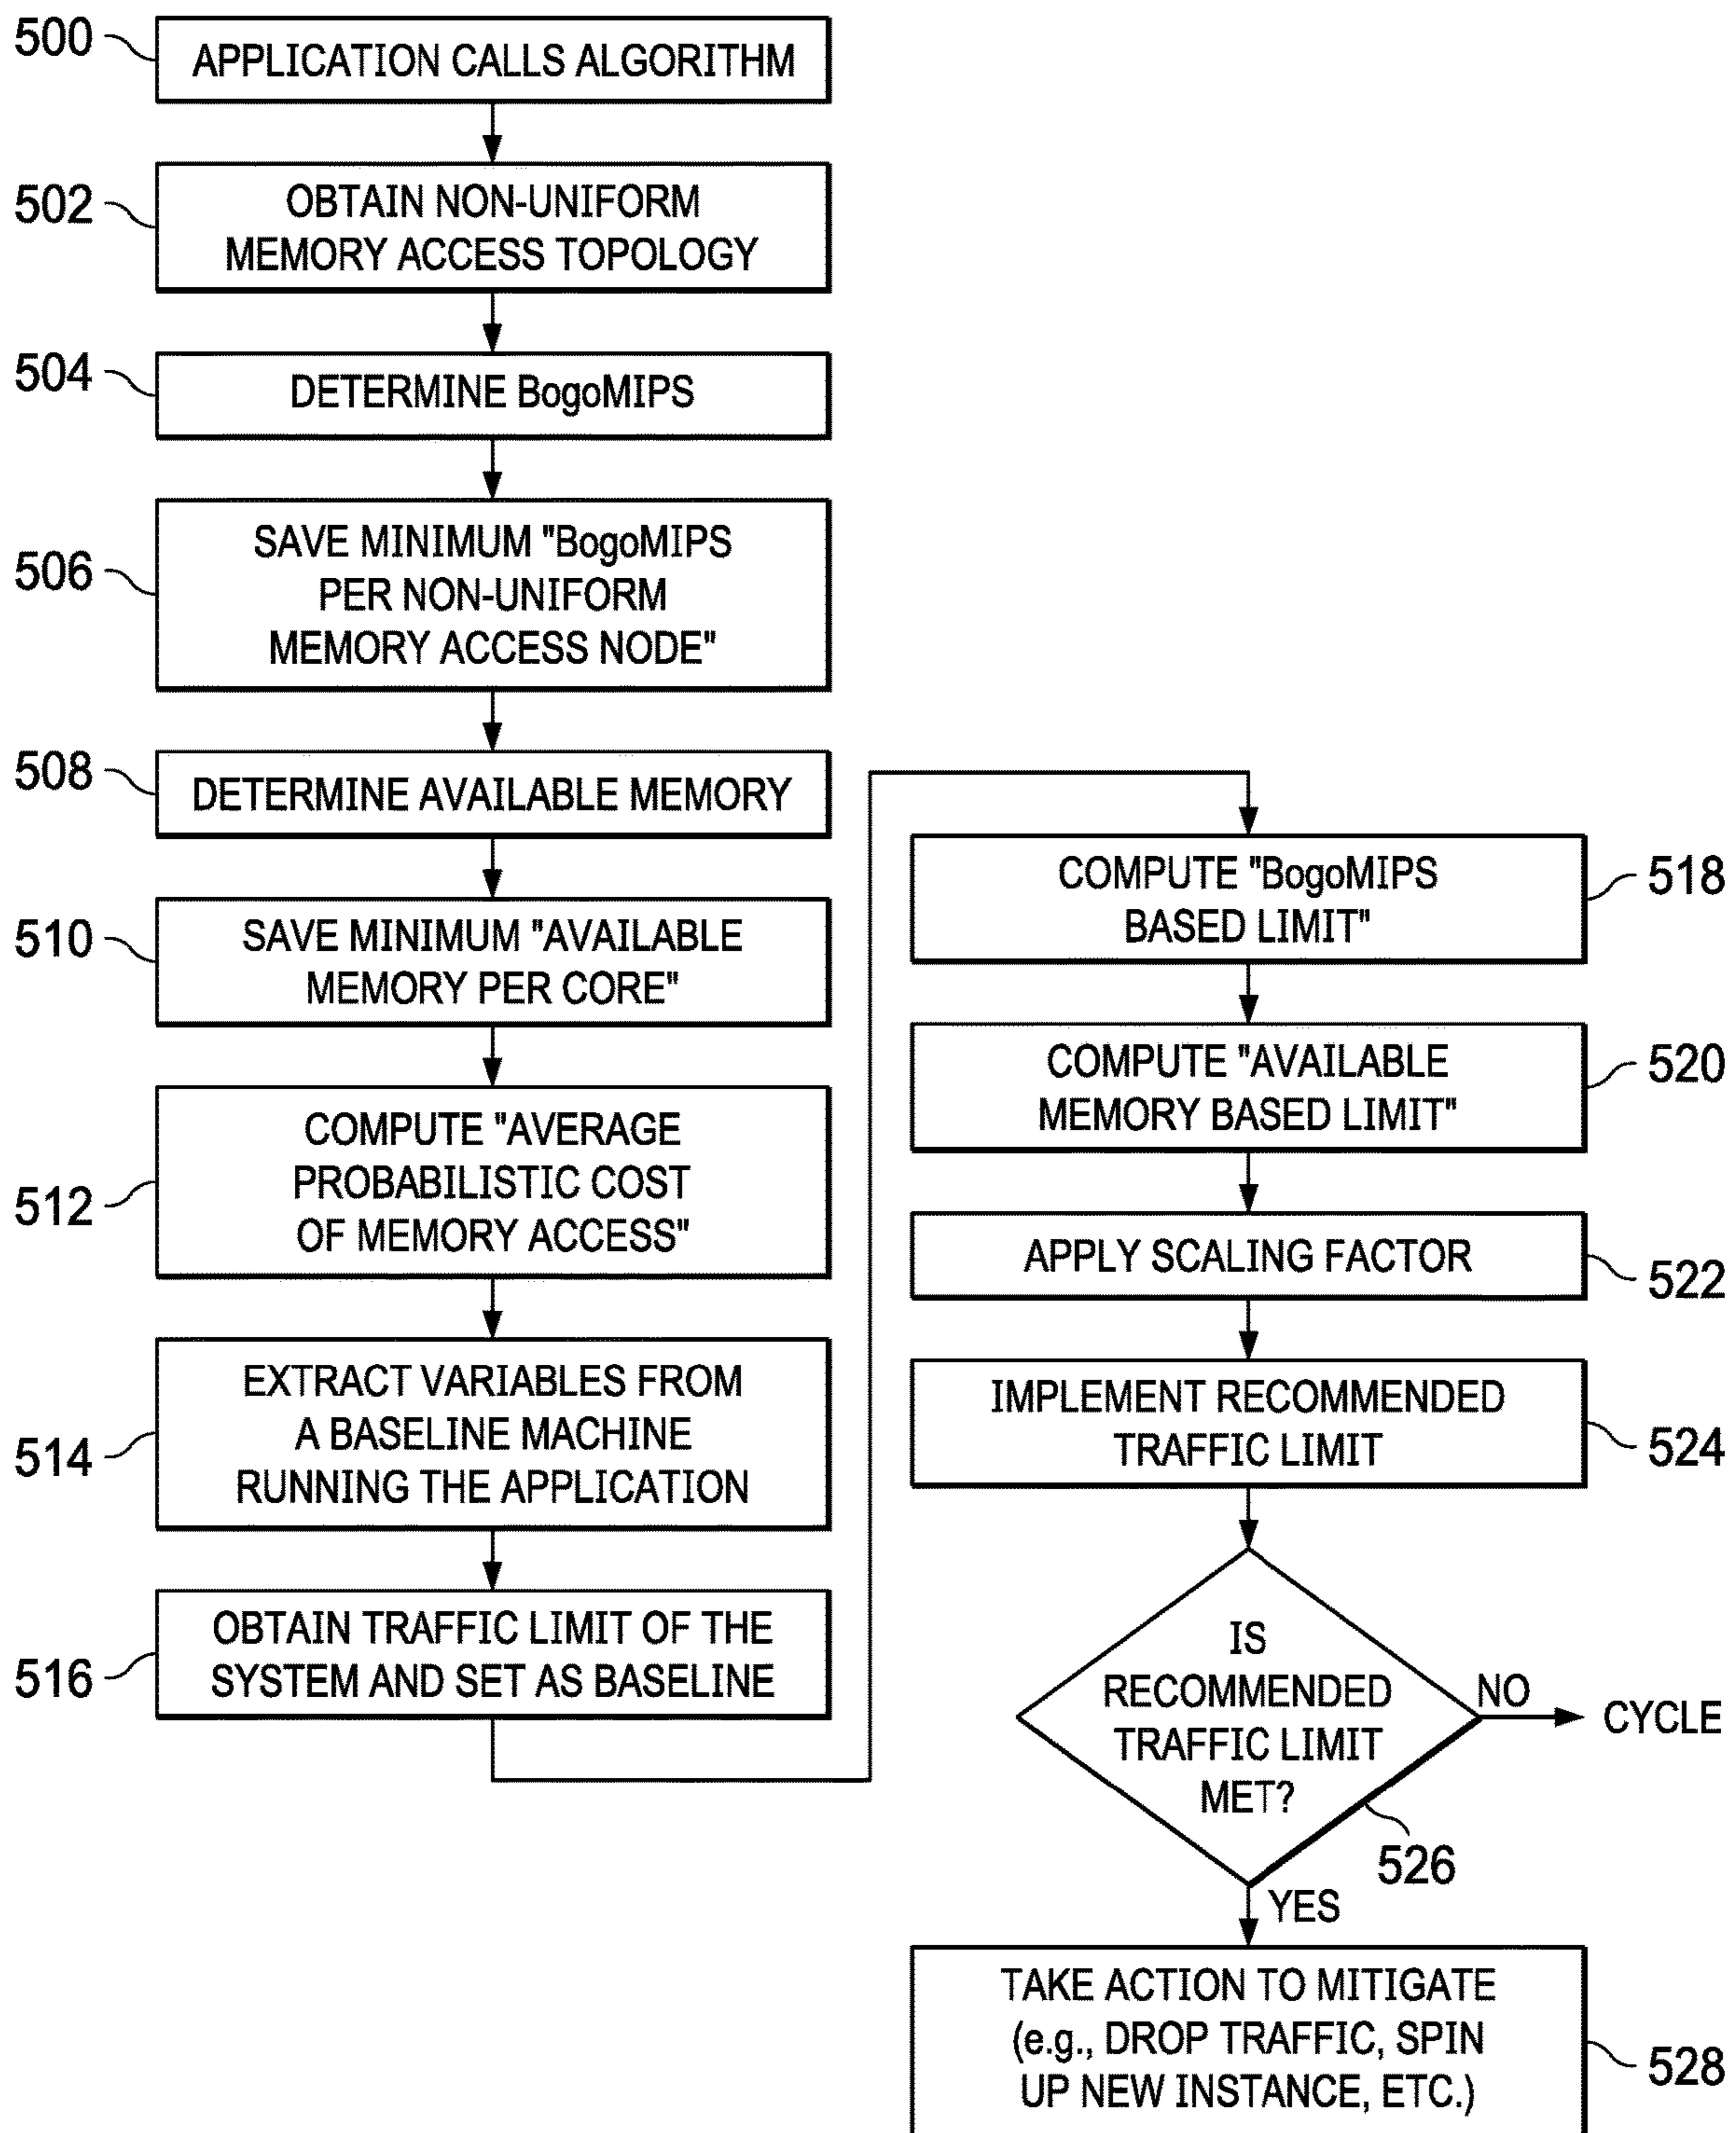 500
APPLICATION CALLS ALGORITHM
502
OBTAIN NON-UNIFORM
MEMORY ACCESS TOPOLOGY
504
DETERMINE BogoMIPS
506
SAVE MINIMUM "BogoMIPS
PER NON-UNIFORM
MEMORY ACCESS NODE"
508
DETERMINE AVAILABLE MEMORY
510
SAVE MINIMUM "AVAILABLE
MEMORY PER CORE"
512
COMPUTE "AVERAGE
PROBABILISTIC COST
OF MEMORY ACCESS"
514
EXTRACT VARIABLES FROM
A BASELINE MACHINE
RUNNING THE APPLICATION
516
OBTAIN TRAFFIC LIMIT OF THE
SYSTEM AND SET AS BASELINE
COMPUTE "BogoMIPS
BASED LIMIT"
518
COMPUTE "AVAILABLE
MEMORY BASED LIMIT"
520
APPLY SCALING FACTOR
522
IMPLEMENT RECOMMENDED
TRAFFIC LIMIT
524
IS
RECOMMENDED
TRAFFIC LIMIT
MET?
NO
CYCLE
526
YES
TAKE ACTION TO MITIGATE
(e.g., DROP TRAFFIC, SPIN
UP NEW INSTANCE, ETC.)
528